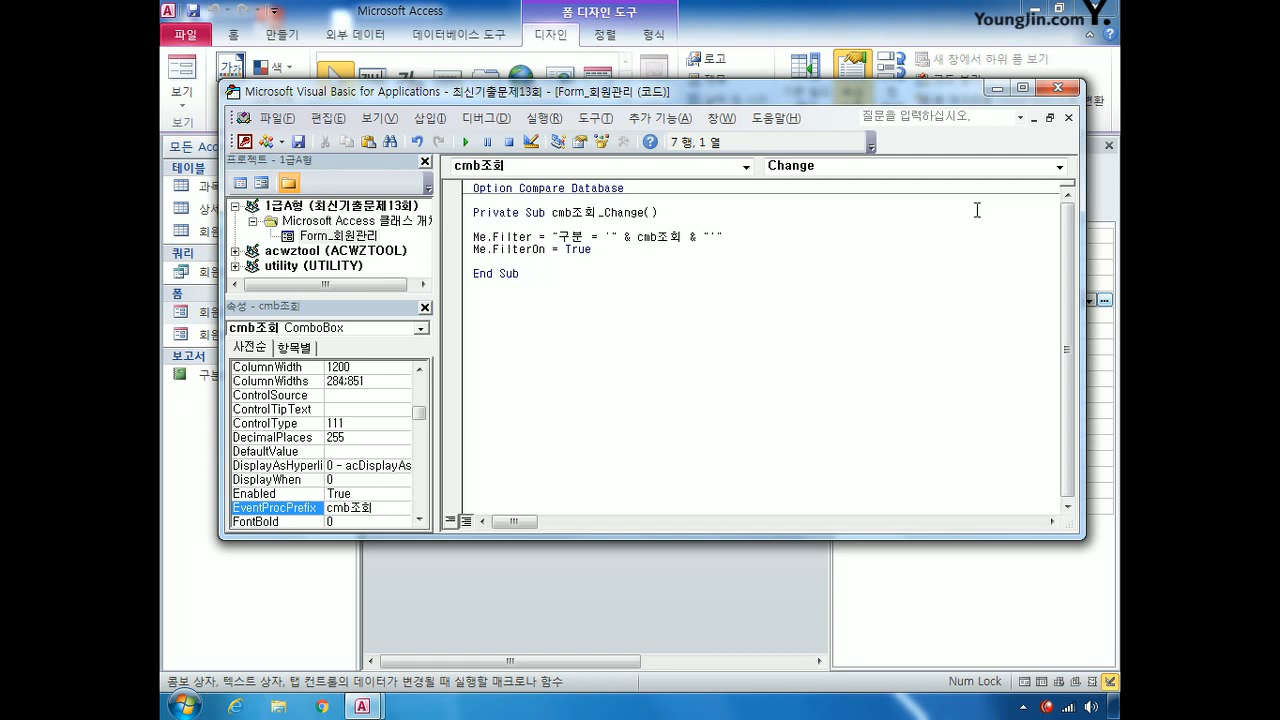 Microsoft Access
폼 디자인 도구
YoungJin.com Y.
파일 홈 만들기 외부 데이터 데이터베이스 도구 디자인 정렬 형식
보기
가가
색
로고
새 창에서 하위 폼 보기
보기
모든 Acc
테이블
쿼리
폼
보고서
Microsoft Visual Basic for Applications - 최신기출문제13회 - [Form_회원관리 (코드)]
파일(F) 편집(E) 보기(V) 삽입(I) 디버그(D) 실행(R) 도구(T) 추가 기능(A) 창(W) 도움말(H) 질문을 입력하십시오.
7 행, 1 열
프로젝트 - 1급A형
1급A형 (최신기출문제13회)
Microsoft Access 클래스 개
Form_회원관리
acwztool (ACWZTOOL)
utility (UTILITY)
속성 - cmb조회
cmb조회 ComboBox
사전순 항목별
ColumnWidth 1200
ColumnWidths 284;851
ControlSource
ControlTipText
ControlType 111
DecimalPlaces 255
DefaultValue
DisplayAsHyperli 0 - acDisplayAs
DisplayWhen 0
Enabled True
EventProcPrefix cmb조회
FontBold 0
cmb조회 Change
Option Compare Database
Private Sub cmb조회_Change()
Me.Filter = "구분 = '" & cmb조회 & "'"
Me.FilterOn = True
End Sub
콤보 상자, 텍스트 상자, 탭 컨트롤의 데이터가 변경될 때 실행할 매크로나 함수
Num Lock